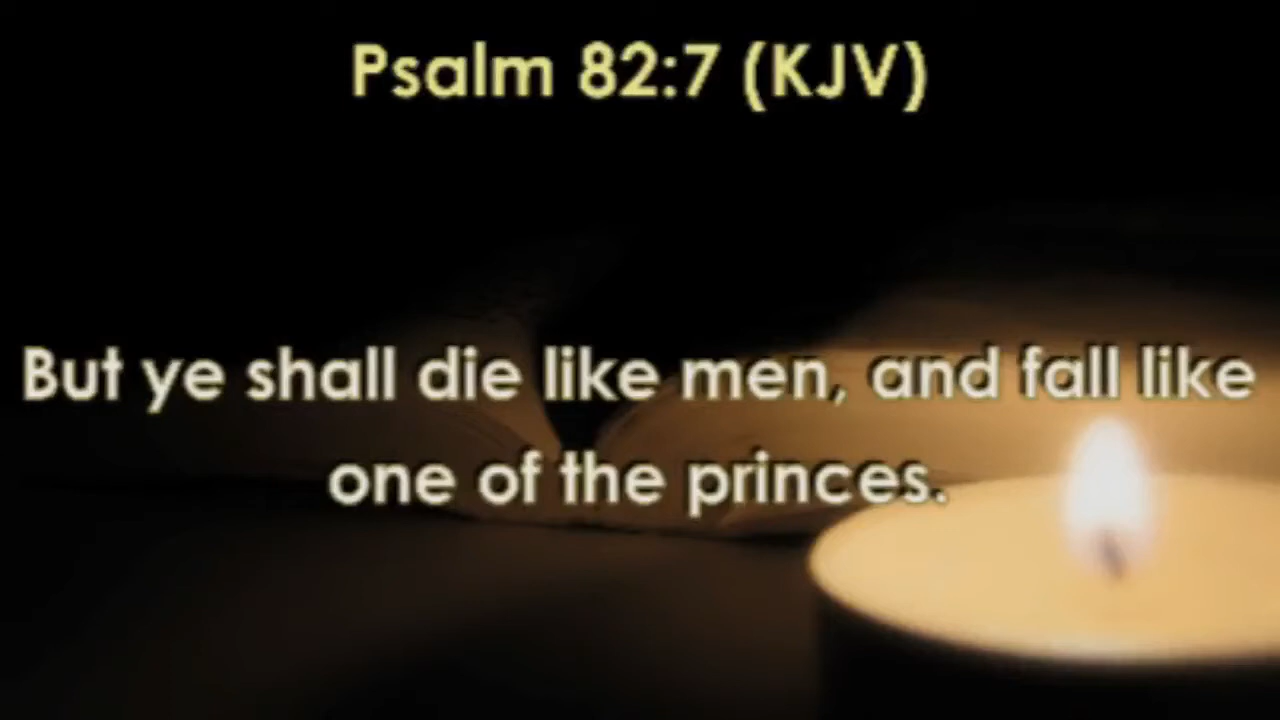 Psalm 82:7 (KJV)
But ye shall die like men, and fall like
one of the princes.